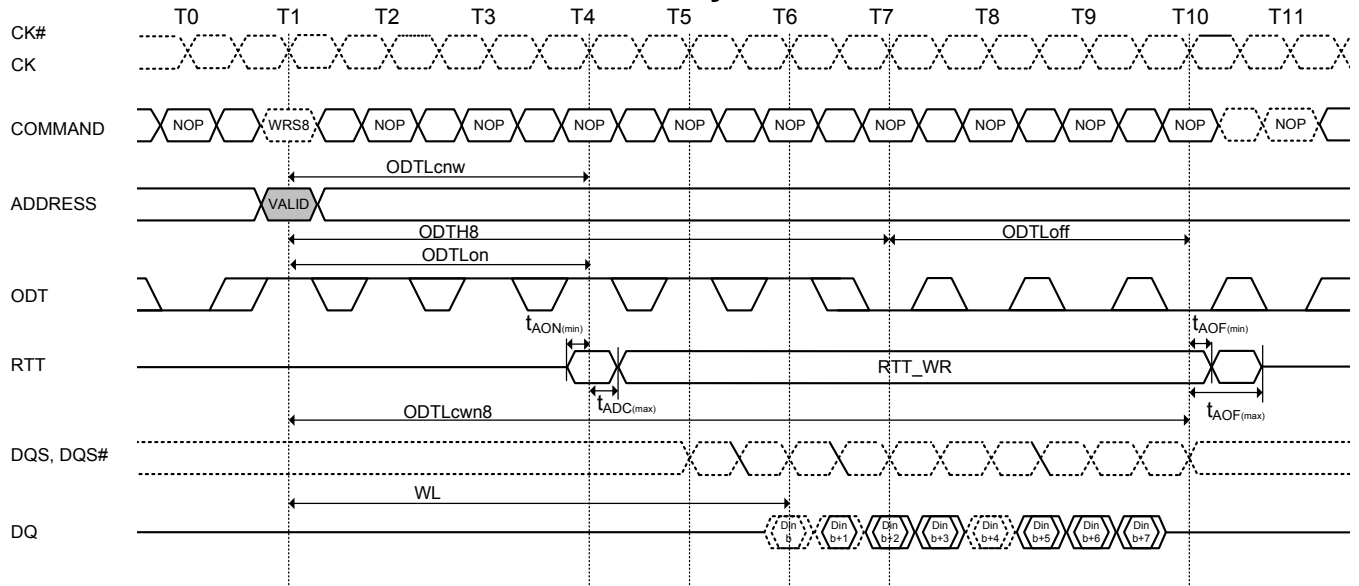 T0 T1 T2 T3 T4 T5 T6 T7 T8 T9 T10 T11
CK#
CK
COMMAND NOP WRS8 NOP NOP NOP NOP NOP NOP NOP NOP NOP NOP
ODTLcnw
ADDRESS VALID
ODTH8 ODTLoff
ODTLon
ODT
tAON(min) tAOF(min)
RTT RTT_WR
tADC(max) tAOF(max)
ODTLcwn8
DQS, DQS#
WL
DQ Din b Din b+1 Din b+2 Din b+3 Din b+4 Din b+5 Din b+6 Din b+7